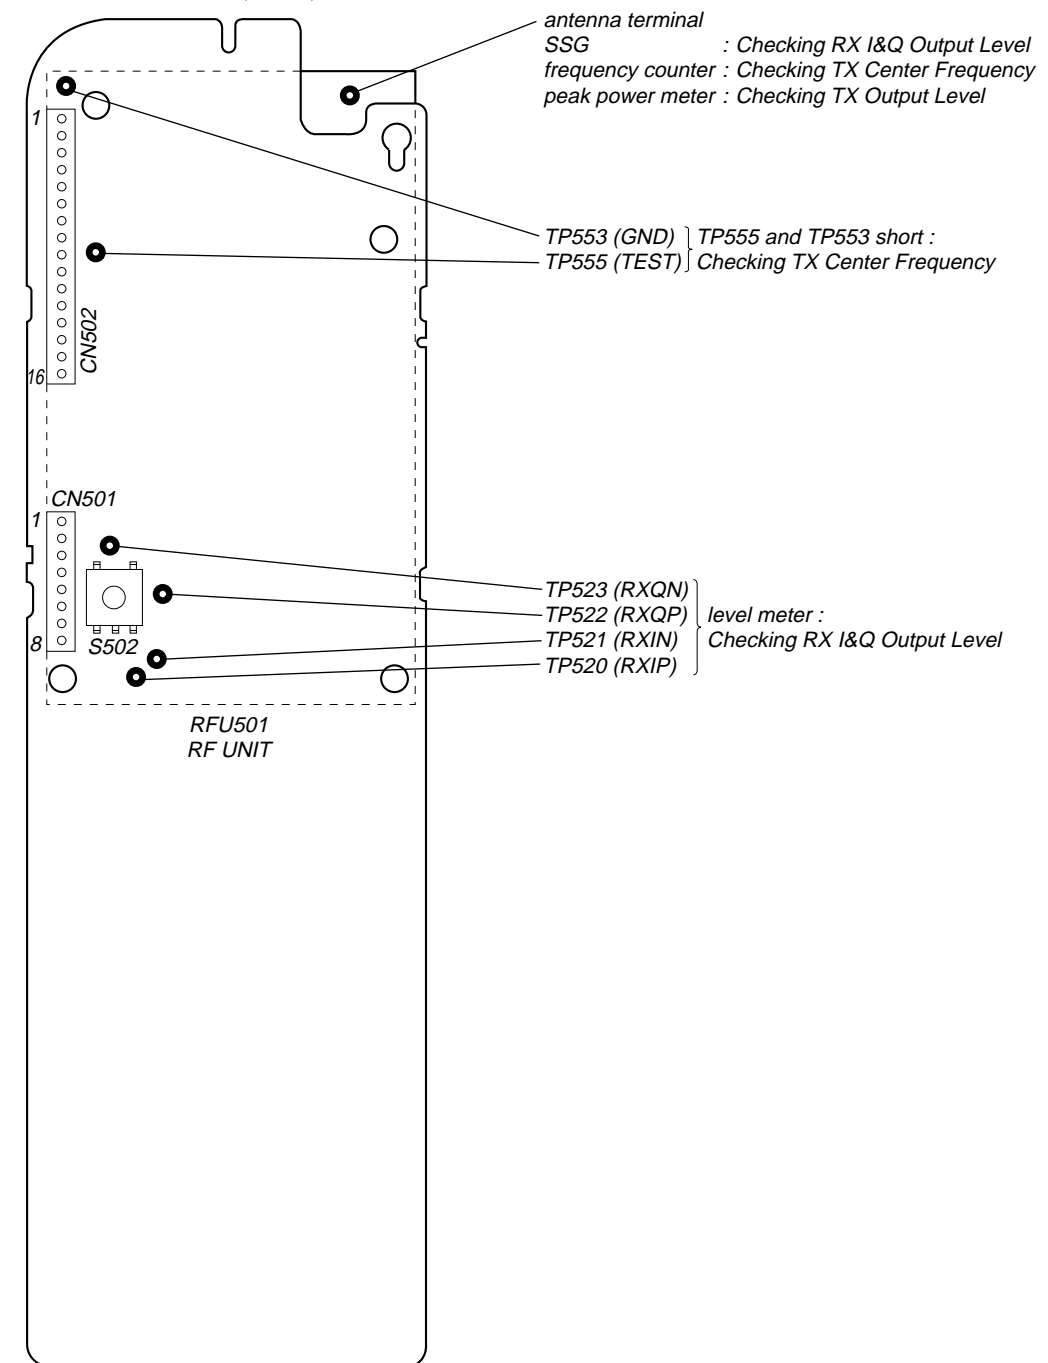 antenna terminal
SSG : Checking RX I&Q Output Level
frequency counter : Checking TX Center Frequency
peak power meter : Checking TX Output Level
1
TP553 (GND) TP555 and TP553 short :
TP555 (TEST) Checking TX Center Frequency
CN502
16
CN501
1
TP523 (RXQN)
TP522 (RXQP) level meter :
TP521 (RXIN) Checking RX I&Q Output Level
8 S502
TP520 (RXIP)
RFU501
RF UNIT